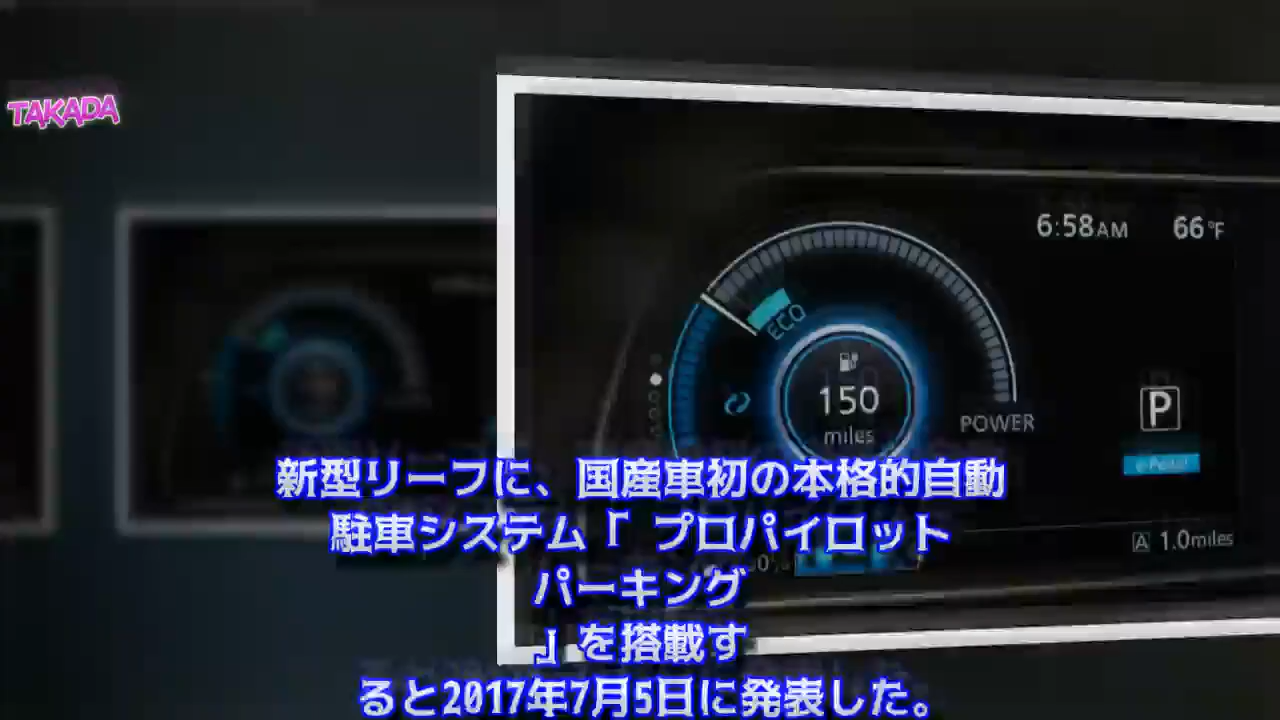 TAKADA
6:58AM 66°F
ECO
150
miles
POWER
P
e-Pedal
A 1.0miles
新型リーフに、国産車初の本格的自動
駐車システム「 プロパイロット
パーキング
」を搭載す
ると2017年7月5日に発表した。